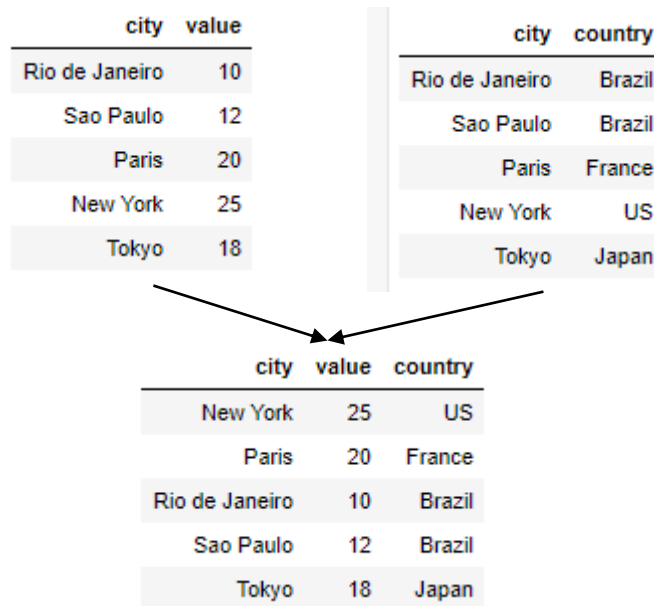 city value
Rio de Janeiro 10
Sao Paulo 12
Paris 20
New York 25
Tokyo 18
city country
Rio de Janeiro Brazil
Sao Paulo Brazil
Paris France
New York US
Tokyo Japan
city value country
New York 25 US
Paris 20 France
Rio de Janeiro 10 Brazil
Sao Paulo 12 Brazil
Tokyo 18 Japan